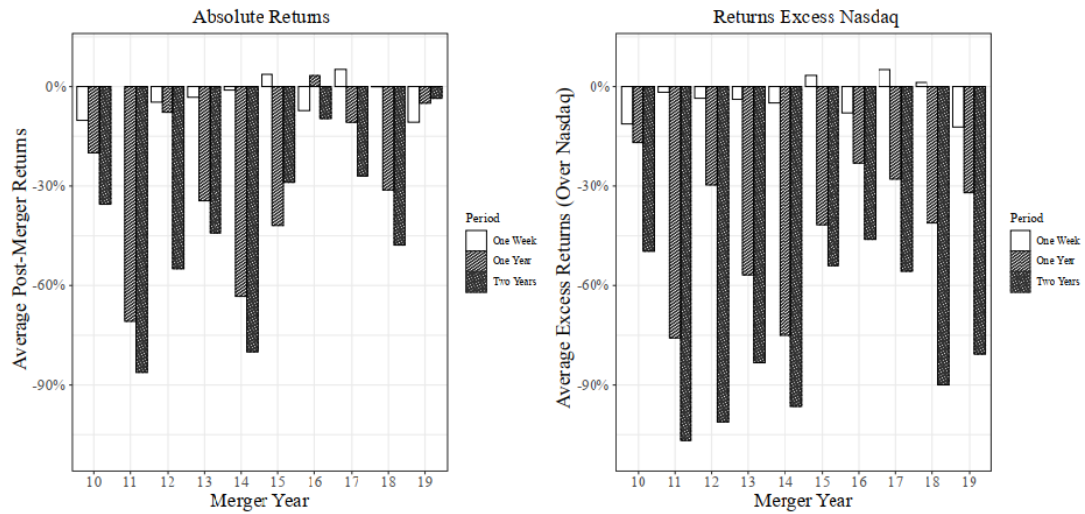 Absolute Returns
Average Post-Merger Returns
0%
-30%
-60%
-90%
10 11 12 13 14 15 16 17 18 19
Merger Year
Period
One Week
One Year
Two Years
Returns Excess Nasdaq
Average Excess Returns (Over Nasdaq)
0%
-30%
-60%
-90%
10 11 12 13 14 15 16 17 18 19
Merger Year
Period
One Week
One Year
Two Years